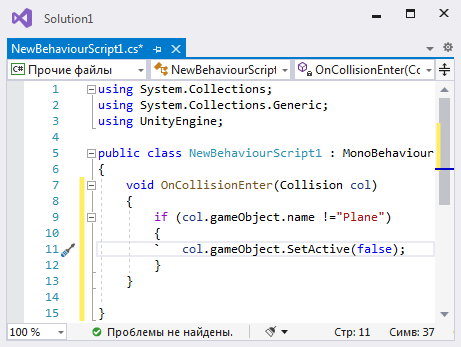 Solution1
NewBehaviourScript1.cs*
C# Прочие файлы NewBehaviourScript OnCollisionEnter(Cc
1 using System.Collections;
2 using System.Collections.Generic;
3 using UnityEngine;
4
5 public class NewBehaviourScript1 : MonoBehaviour
6 {
7 void OnCollisionEnter(Collision col)
8 {
9 if (col.gameObject.name !="Plane")
10 {
11 ` col.gameObject.SetActive(false);
12 }
13 }
14
15 }
100 % Проблемы не найдены. Стр: 11 Симв: 37